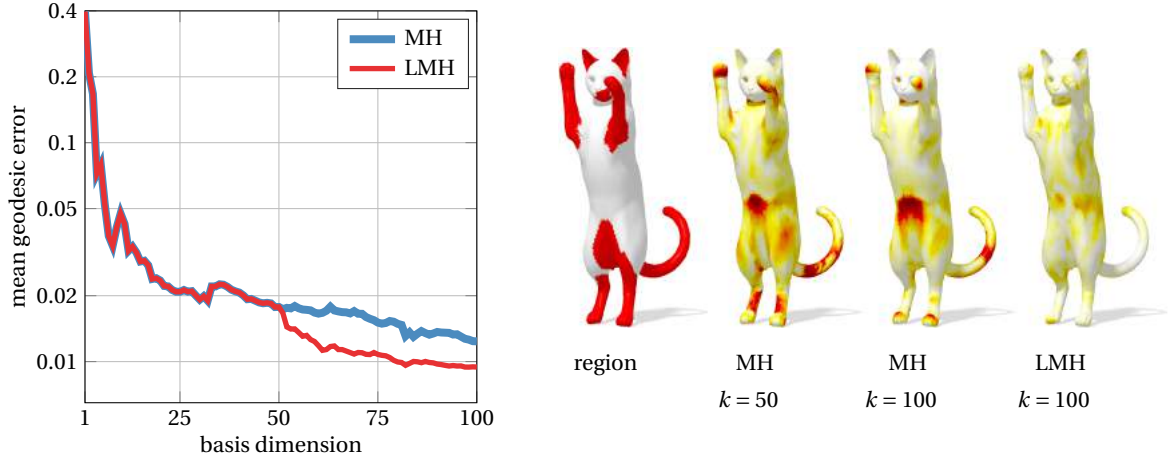 0.4
0.2
0.1
0.05
0.02
0.01
mean geodesic error
MH
LMH
1
25
50
75
100
basis dimension
region
MH
MH
LMH
k = 50
k = 100
k = 100